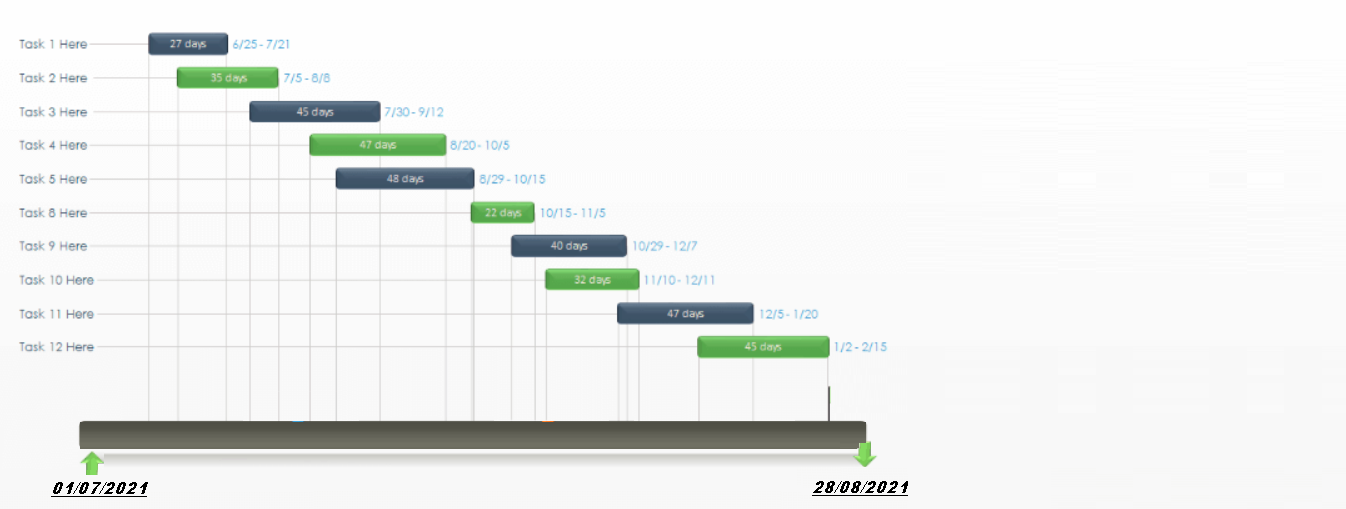 Task 1 Here 27 days 6/25 - 7/21
Task 2 Here 35 days 7/5 - 8/8
Task 3 Here 45 days 7/30 - 9/12
Task 4 Here 47 days 8/20 - 10/5
Task 5 Here 48 days 8/29 - 10/15
Task 8 Here 22 days 10/15 - 11/5
Task 9 Here 40 days 10/29 - 12/7
Task 10 Here 32 days 11/10 - 12/11
Task 11 Here 47 days 12/5 - 1/20
Task 12 Here 45 days 1/2 - 2/15
01/07/2021 28/08/2021